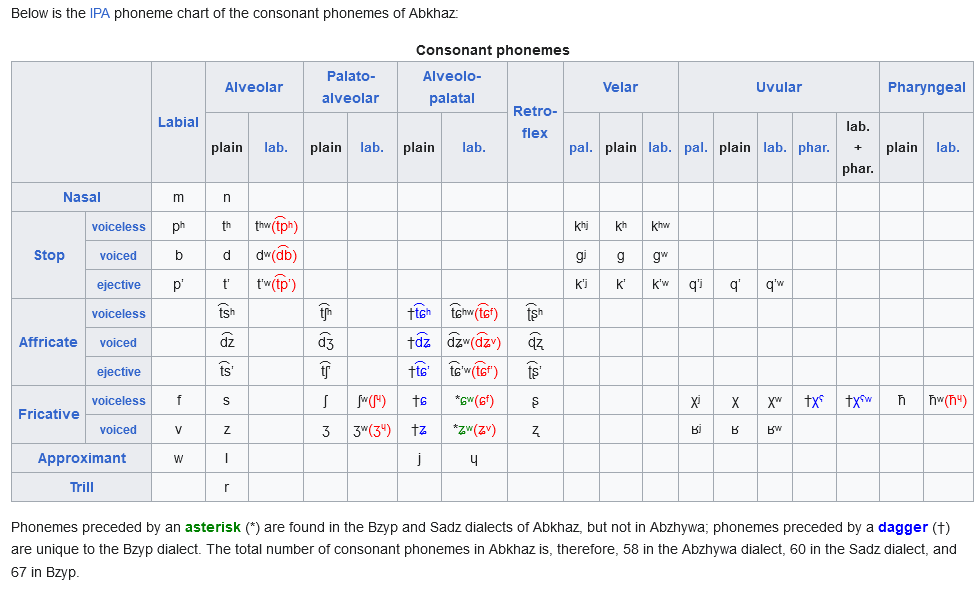 Below is the IPA phoneme chart of the consonant phonemes of Abkhaz:
Consonant phonemes
Labial Alveolar Palato-alveolar Alveolo-palatal Retro-flex Velar Uvular Pharyngeal
plain lab. plain lab. plain lab. pal. plain lab. pal. plain lab. phar. lab. + phar. plain lab.
Nasal m n
Stop voiceless pʰ tʰ tʰʷ(t͡pʰ) kʰʲ kʰ kʰʷ
voiced b d dʷ(d͡b) ɡʲ ɡ ɡʷ
ejective pʼ tʼ tʼʷ(t͡pʼ) kʼʲ kʼ kʼʷ qʼʲ qʼ qʼʷ
Affricate voiceless t͡sʰ t͡ʃʰ †t͡ɕʰ t͡ɕʰʷ(t͡ɕᶠ) ʈ͡ʂʰ
voiced d͡z d͡ʒ †d͡ʑ d͡ʑʷ(d͡ʑᵛ) ɖ͡ʐ
ejective t͡sʼ t͡ʃʼ †t͡ɕʼ t͡ɕʼʷ(t͡ɕᶠʼ) ʈ͡ʂʼ
Fricative voiceless f s ʃ ʃʷ(ʃᶣ) †ɕ *ɕʷ(ɕᶠ) ʂ χʲ χ χʷ †χˤ †χˤʷ ħ ħʷ(ħᶣ)
voiced v z ʒ ʒʷ(ʒᶣ) †ʑ *ʑʷ(ʑᵛ) ʐ ʁʲ ʁ ʁʷ
Approximant w l j ɥ
Trill r
Phonemes preceded by an asterisk (*) are found in the Bzyp and Sadz dialects of Abkhaz, but not in Abzhywa; phonemes preceded by a dagger (†)
are unique to the Bzyp dialect. The total number of consonant phonemes in Abkhaz is, therefore, 58 in the Abzhywa dialect, 60 in the Sadz dialect, and
67 in Bzyp.